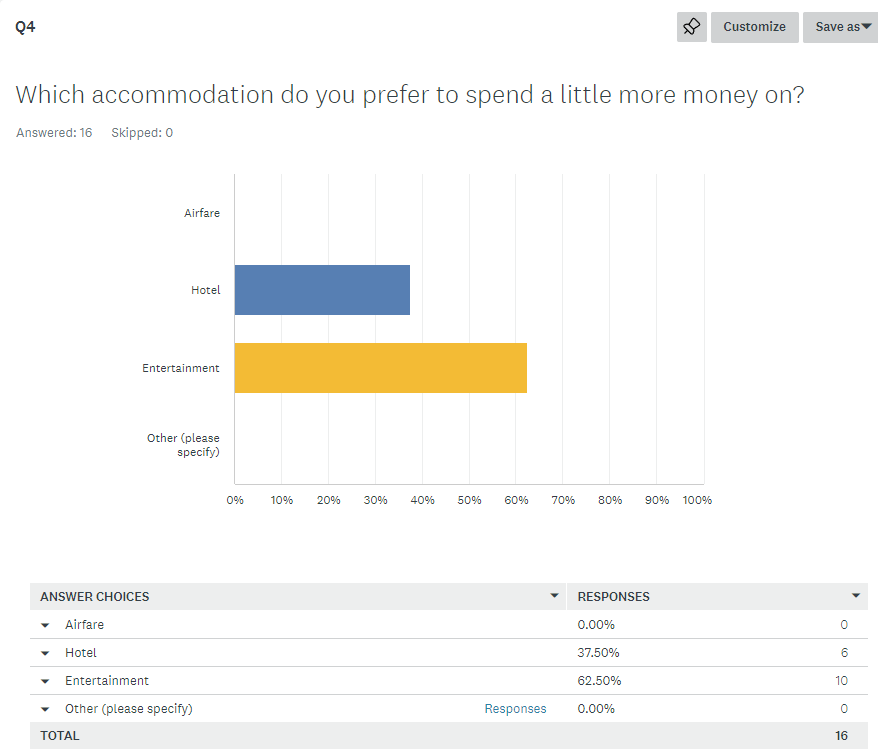 Q4
Customize
Save as
Which accommodation do you prefer to spend a little more money on?
Answered: 16 Skipped: 0
Airfare
Hotel
Entertainment
Other (please
specify)
0% 10% 20% 30% 40% 50% 60% 70% 80% 90% 100%
ANSWER CHOICES RESPONSES
Airfare 0.00% 0
Hotel 37.50% 6
Entertainment 62.50% 10
Other (please specify) Responses 0.00% 0
TOTAL 16